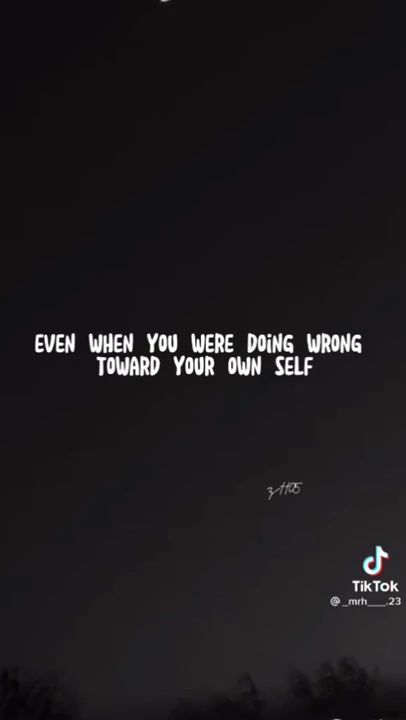 EVEN WHEN YOU WERE DOING WRONG
TOWARD YOUR OWN SELF
TikTok
@_mrh___.23